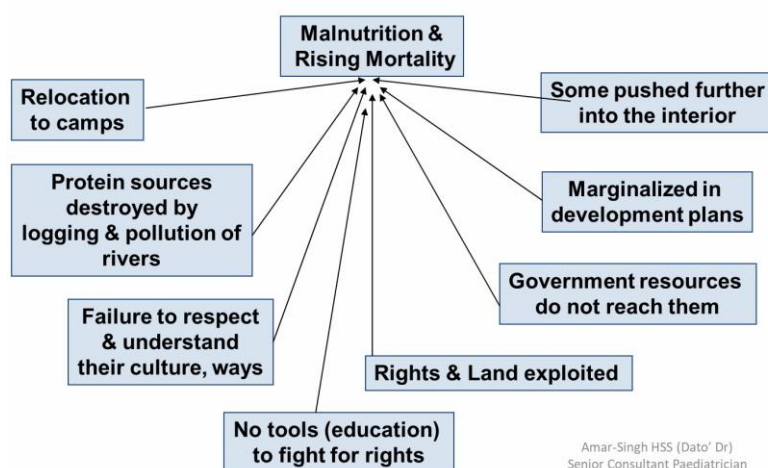 Malnutrition &
Rising Mortality
Relocation
to camps
Some pushed further
into the interior
Protein sources
destroyed by
logging & pollution of
rivers
Marginalized in
development plans
Government resources
do not reach them
Failure to respect
& understand
their culture, ways
Rights & Land exploited
No tools (education)
to fight for rights
Amar-Singh HSS (Dato' Dr)
Senior Consultant Paediatrician